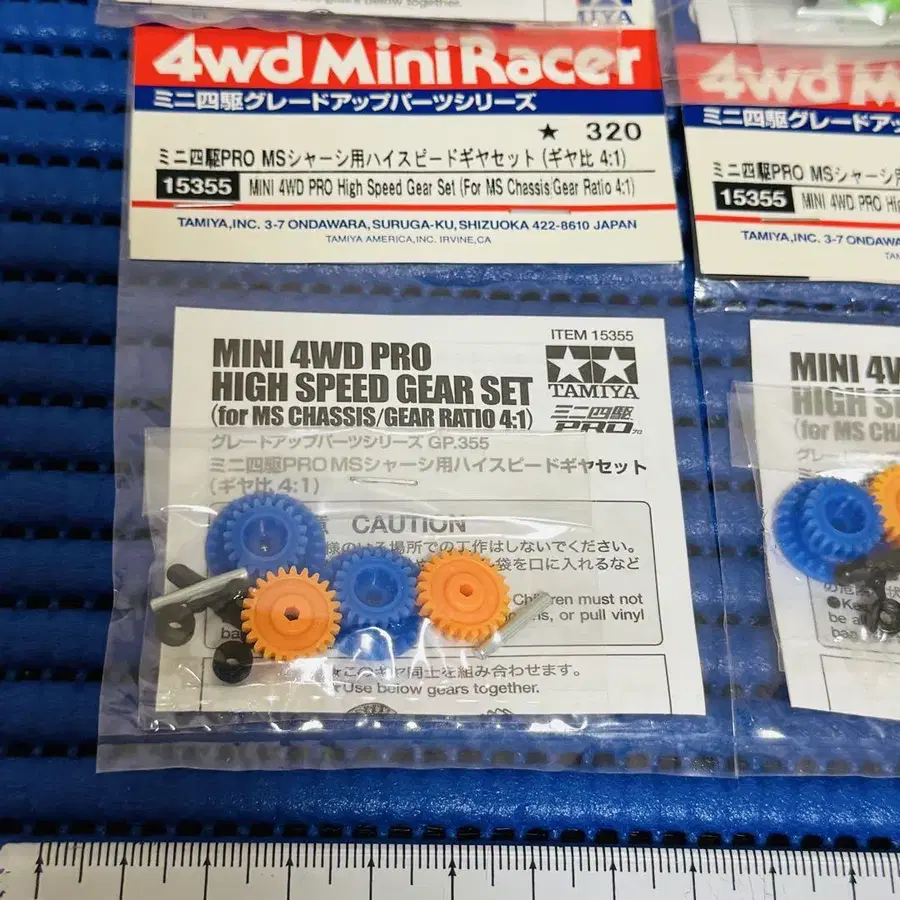 below together.
MIYA
4wd Mini Racer
ミニ四駆グレードアップパーツシリーズ
★ 320
ミニ四駆PRO MSシャーシ用ハイスピードギヤセット (ギヤ比 4:1)
15355 MINI 4WD PRO High Speed Gear Set (For MS Chassis/Gear Ratio 4:1)
TAMIYA,INC. 3-7 ONDAWARA, SURUGA-KU, SHIZUOKA 422-8610 JAPAN
TAMIYA AMERICA,INC. IRVINE,CA
ITEM 15355
MINI 4WD PRO
HIGH SPEED GEAR SET
(for MS CHASSIS/GEAR RATIO 4:1)
TAMIYA
ミニ四駆
PRO
グレードアップパーツシリーズ GP.355
ミニ四駆PRO MSシャーシ用ハイスピードギヤセット
(ギヤ比 4:1)
CAUTION
場所での工作はしないでください。
袋を口に入れるなど
Children must not
or pull vinyl
★このギヤ同士を組み合わせます。
★Use below gears together.
4wd M
ミニ四駆グレードアッ
ミニ四駆PRO MSシャーシ用
15355 MINI 4WD PRO Hi
TAMIYA,INC. 3-7 ONDAWA
MINI 4W
HIGH S
(for MS CHA
グレー